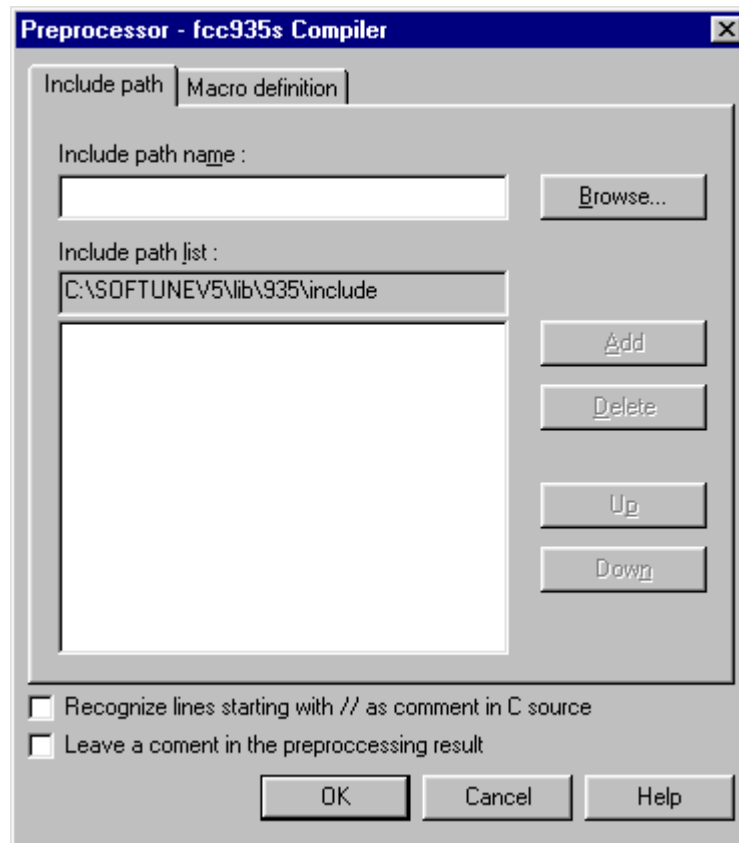 Preprocessor - fcc935s Compiler
Include path
Macro definition
Include path name :
Browse...
Include path list :
C:\SOFTUNEV5\lib\935\include
Add
Delete
Up
Down
Recognize lines starting with // as comment in C source
Leave a coment in the preproccessing result
OK
Cancel
Help